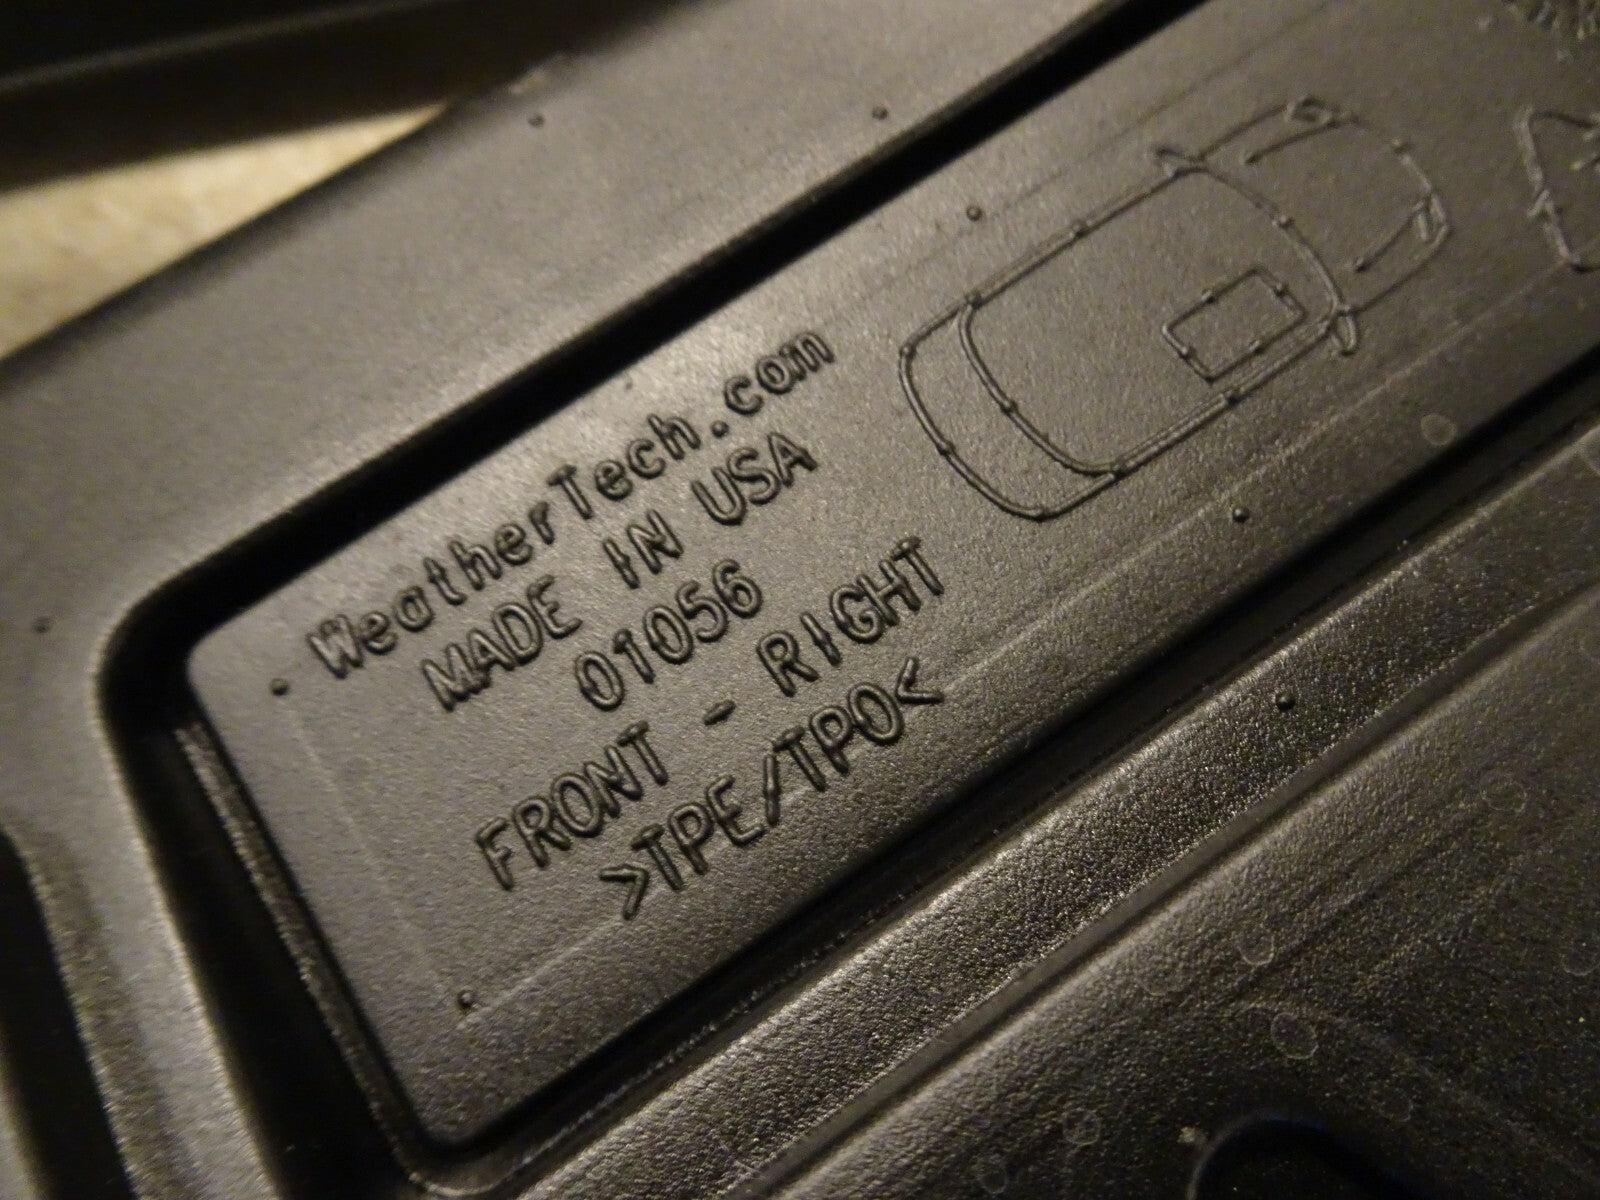 WeatherTech.com
MADE IN USA
01056
FRONT - RIGHT
>TPE/TPO<